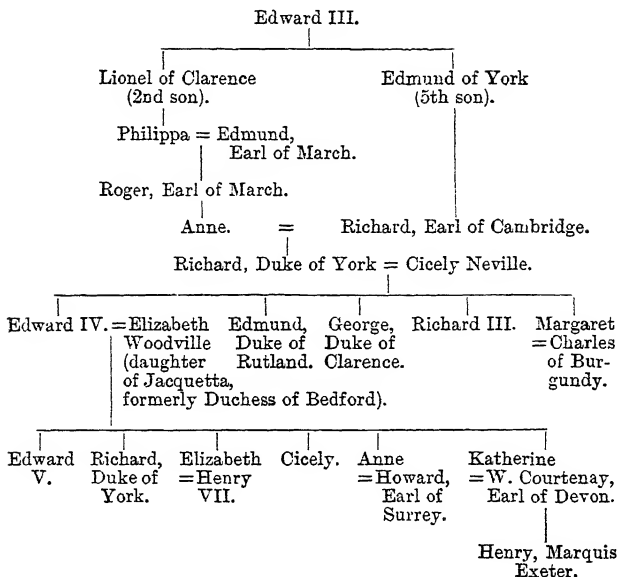 Edward III.
Lionel of Clarence
(2nd son).
Edmund of York
(5th son).
Philippa = Edmund,
Earl of March.
Roger, Earl of March.
Anne. = Richard, Earl of Cambridge.
Richard, Duke of York = Cicely Neville.
Edward IV. = Elizabeth
Woodville
(daughter
of Jacquetta,
formerly Duchess of Bedford).
Edmund,
Duke of
Rutland.
George,
Duke of
Clarence.
Richard III.
Margaret
= Charles
of Bur-
gundy.
Edward
V.
Richard,
Duke of
York.
Elizabeth
= Henry
VII.
Cicely.
Anne
= Howard,
Earl of
Surrey.
Katherine
= W. Courtenay,
Earl of Devon.
Henry, Marquis
Exeter.